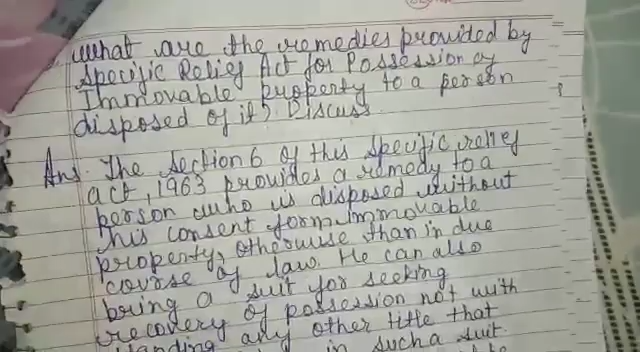 what are the remedies provided by
Specific Relief Act for Possession of
Immovable property to a person
disposed of it? Discuss.
Ans. The Section 6 of this specific relief
act, 1963 provides a remedy to a
person who is disposed without
his consent form immovable
property, otherwise than in due
course of law. He can also
bring a suit for seeking
recovery of possession not with
standing any other title that
in such a suit.